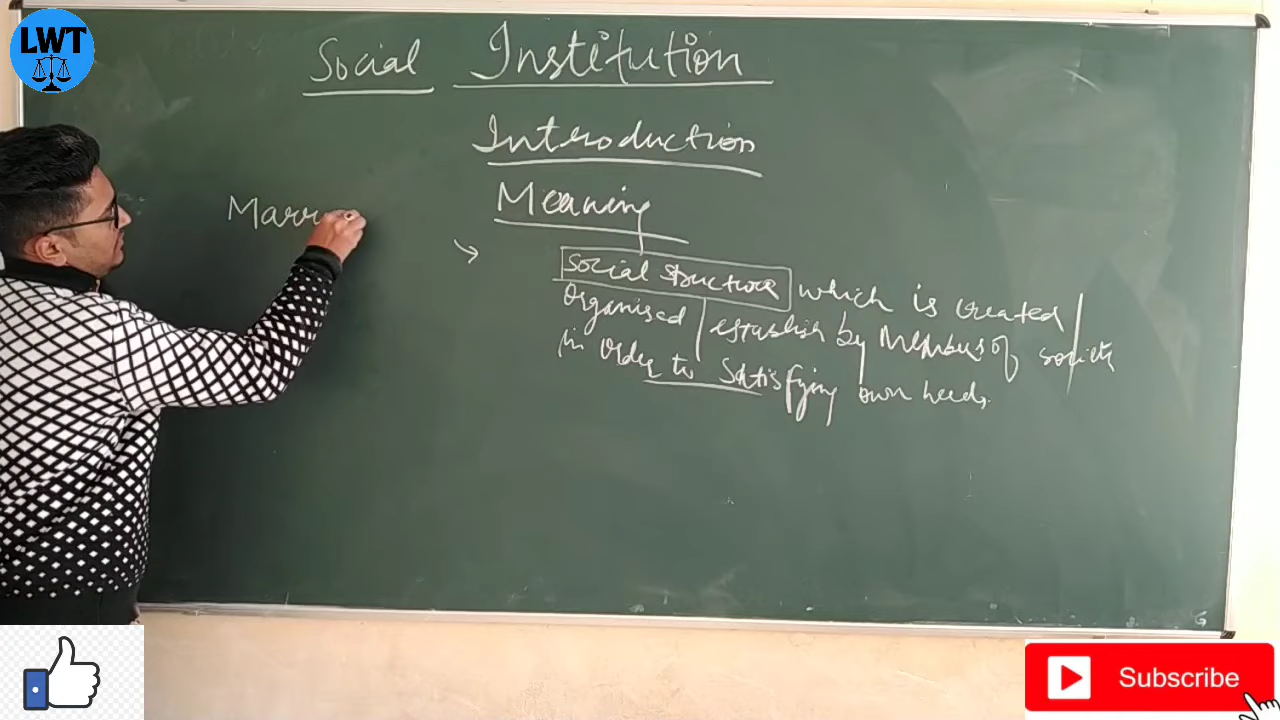 LWT
Social Institution
Introduction
Meaning
Marr
Social structure which is created
Organised establish by Members of society
in order to Satisfying own needs.
Subscribe